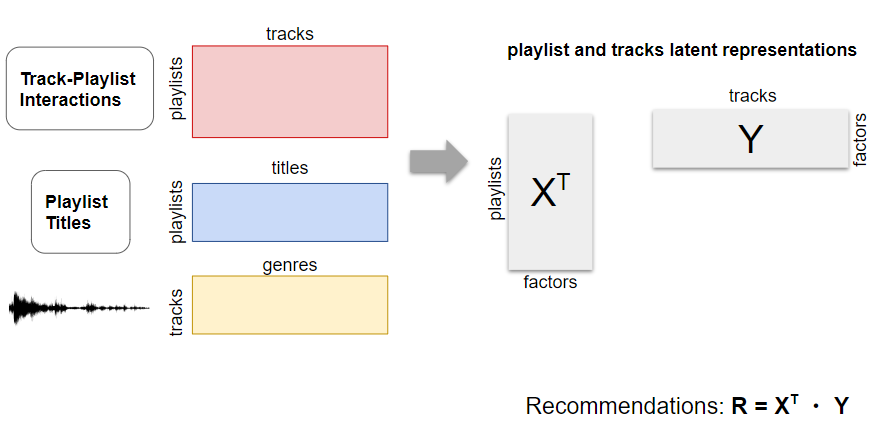 tracks
Track-Playlist
Interactions
playlists
titles
Playlist
Titles
playlists
genres
tracks
playlist and tracks latent representations
playlists
X^T
factors
tracks
Y
factors
Recommendations: R = X^T · Y